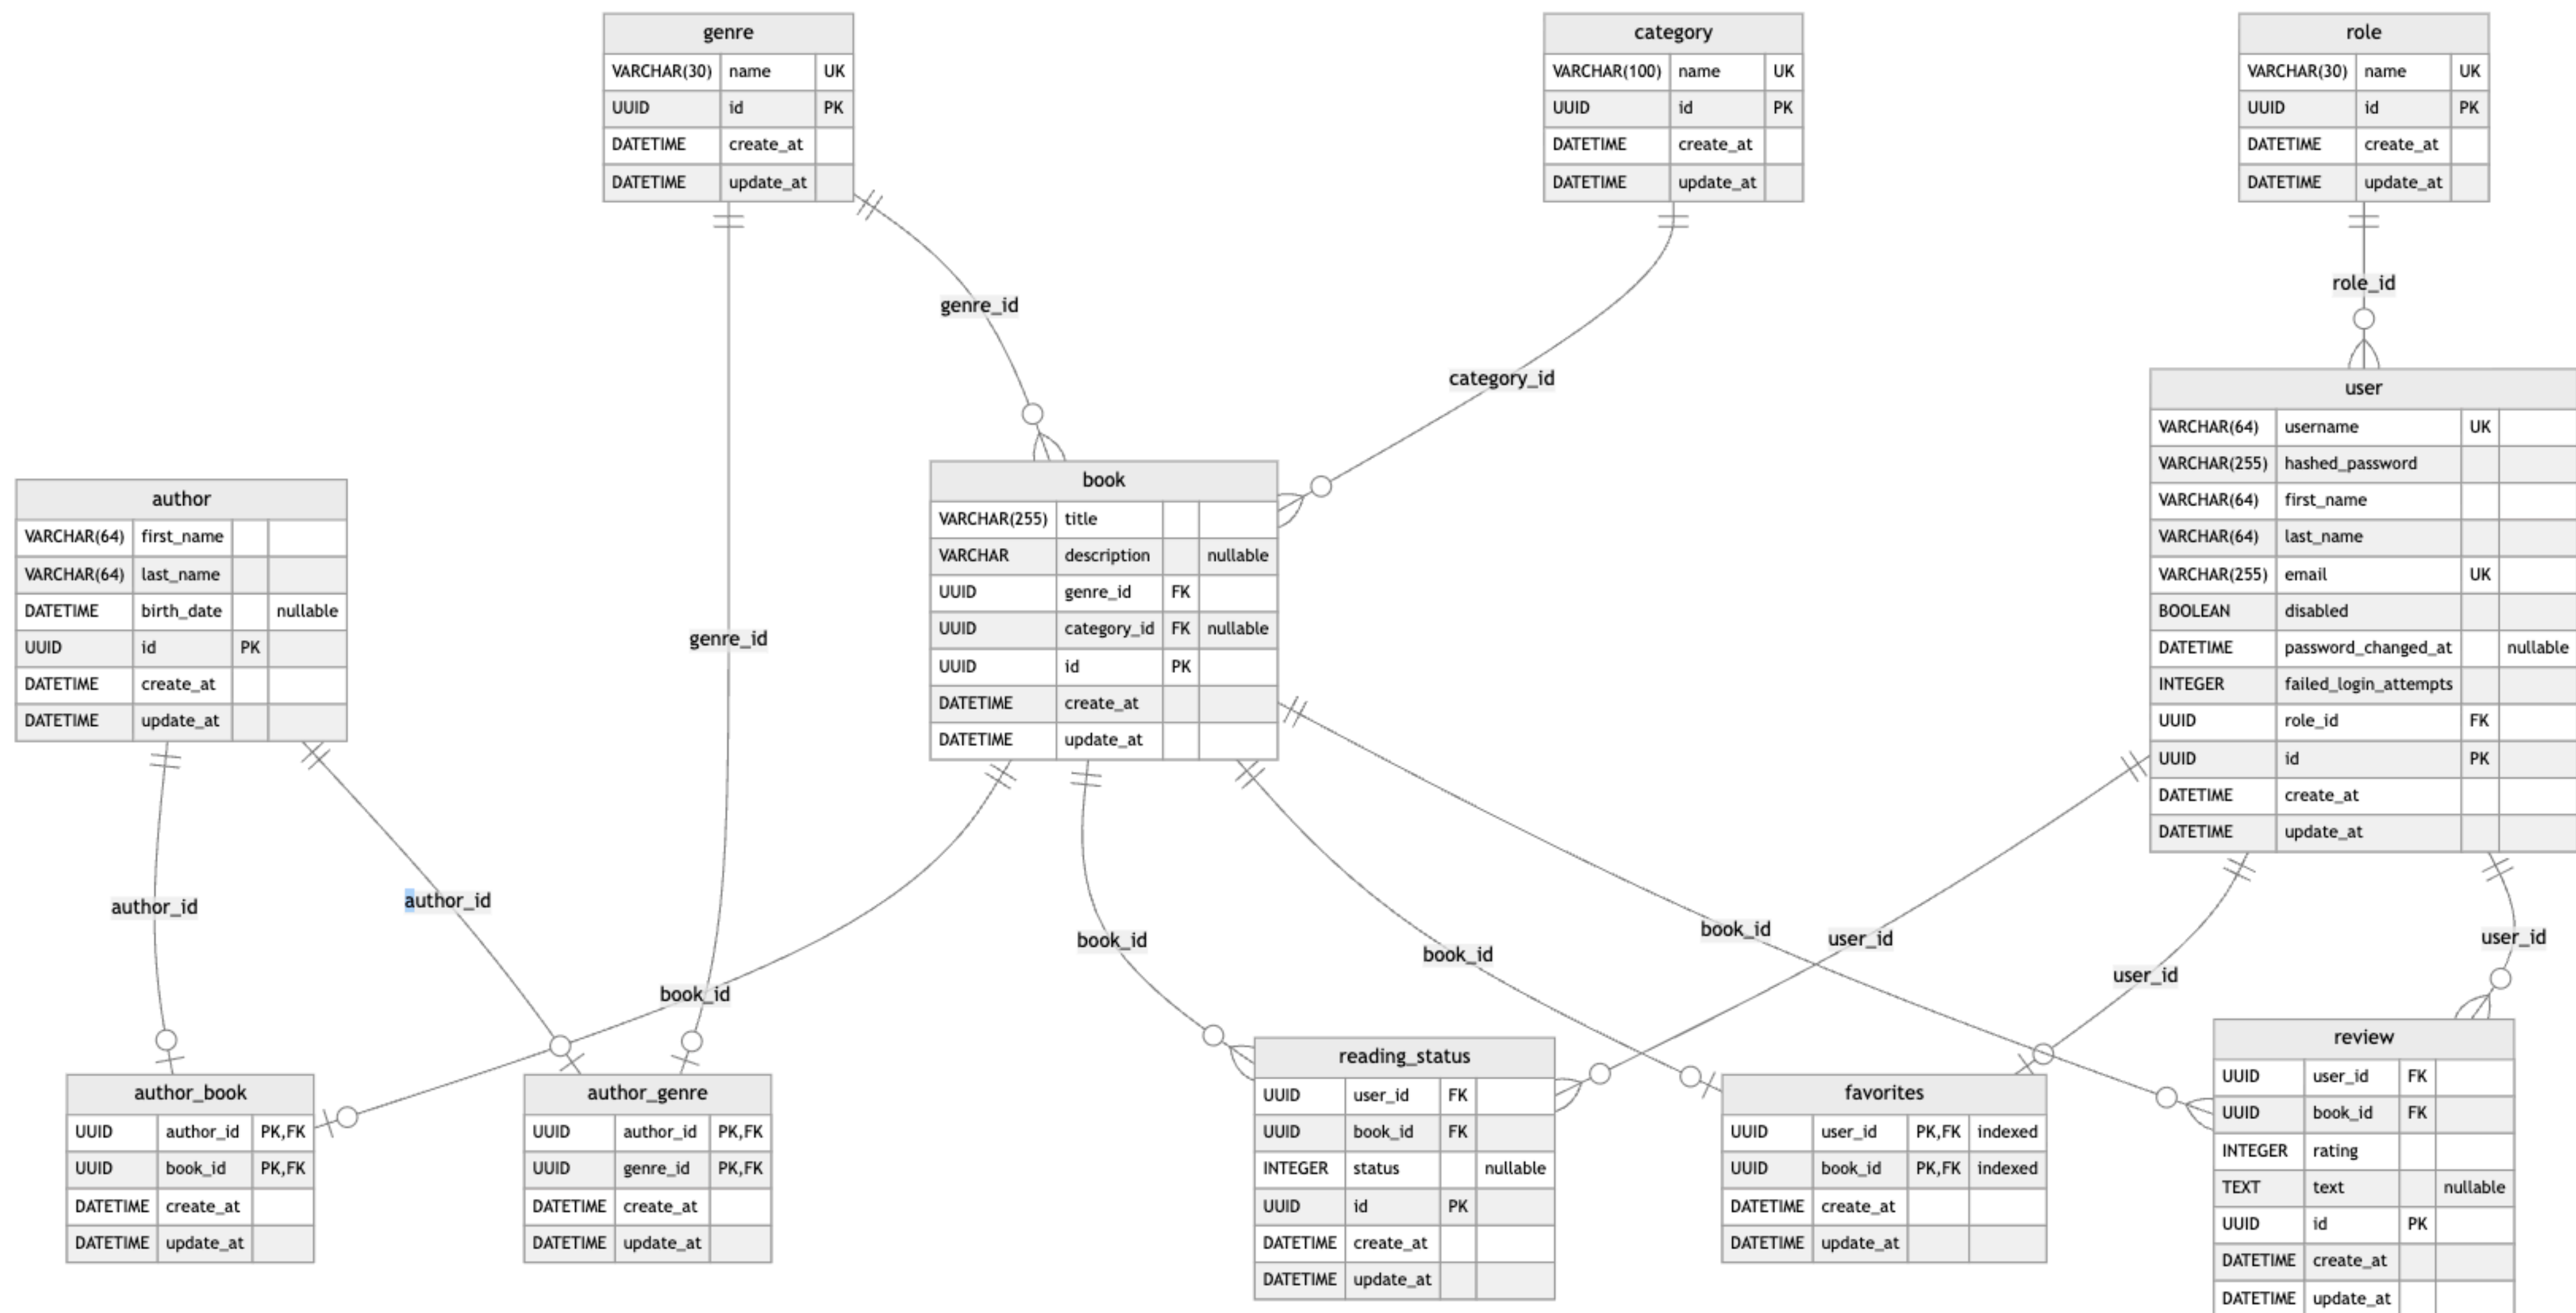 genre
VARCHAR(30) name UK
UUID id PK
DATETIME create_at
DATETIME update_at
category
VARCHAR(100) name UK
UUID id PK
DATETIME create_at
DATETIME update_at
role
VARCHAR(30) name UK
UUID id PK
DATETIME create_at
DATETIME update_at
genre_id
category_id
role_id
author
VARCHAR(64) first_name
VARCHAR(64) last_name
DATETIME birth_date nullable
UUID id PK
DATETIME create_at
DATETIME update_at
genre_id
book
VARCHAR(255) title
VARCHAR description nullable
UUID genre_id FK
UUID category_id FK nullable
UUID id PK
DATETIME create_at
DATETIME update_at
user
VARCHAR(64) username UK
VARCHAR(255) hashed_password
VARCHAR(64) first_name
VARCHAR(64) last_name
VARCHAR(255) email UK
BOOLEAN disabled
DATETIME password_changed_at nullable
INTEGER failed_login_attempts
UUID role_id FK
UUID id PK
DATETIME create_at
DATETIME update_at
author_id
author_id
book_id
book_id
book_id
book_id
user_id
user_id
user_id
author_book
UUID author_id PK,FK
UUID book_id PK,FK
DATETIME create_at
DATETIME update_at
author_genre
UUID author_id PK,FK
UUID genre_id PK,FK
DATETIME create_at
DATETIME update_at
reading_status
UUID user_id FK
UUID book_id FK
INTEGER status nullable
UUID id PK
DATETIME create_at
DATETIME update_at
favorites
UUID user_id PK,FK indexed
UUID book_id PK,FK indexed
DATETIME create_at
DATETIME update_at
review
UUID user_id FK
UUID book_id FK
INTEGER rating
TEXT text nullable
UUID id PK
DATETIME create_at
DATETIME update_at